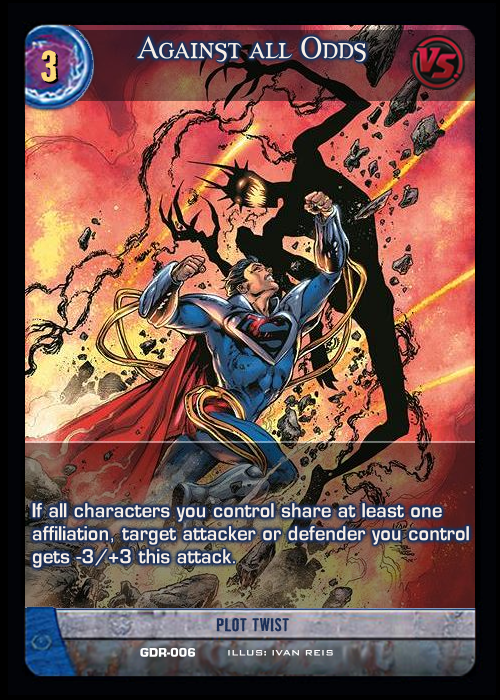 3
Against all Odds
VS
If all characters you control share at least one
affiliation, target attacker or defender you control
gets -3/+3 this attack.
PLOT TWIST
GDR-006 ILLUS: IVAN REIS